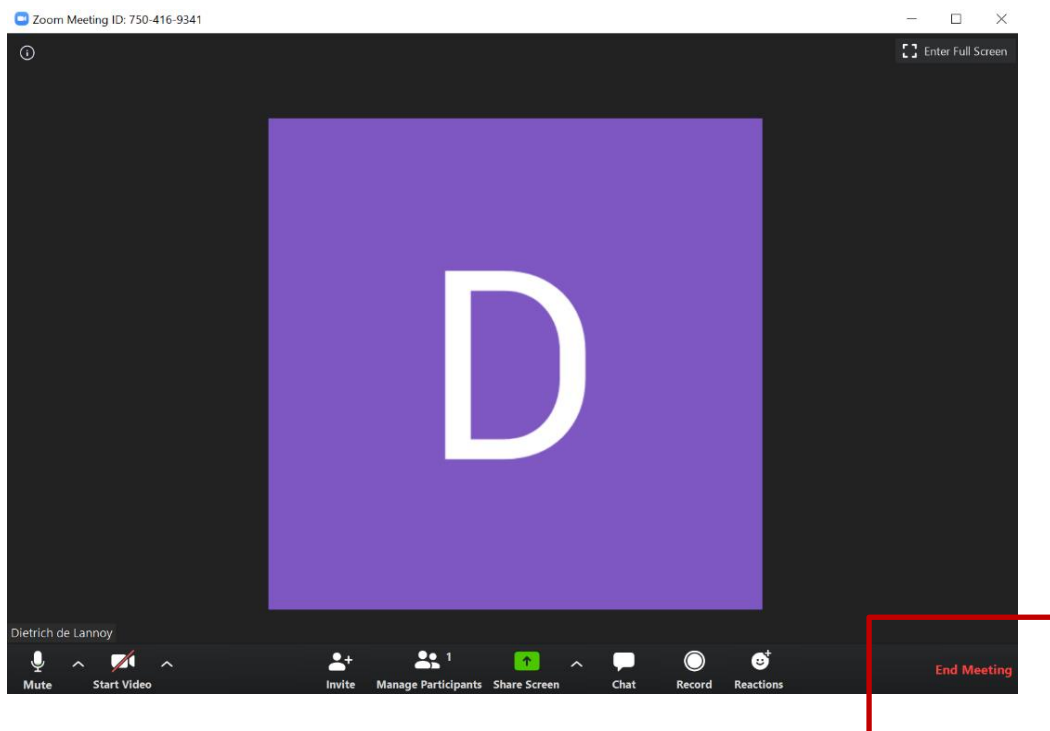 Zoom Meeting ID: 750-416-9341
Enter Full Screen
D
Dietrich de Lannoy
1
Mute Start Video Invite Manage Participants Share Screen Chat Record Reactions End Meeting